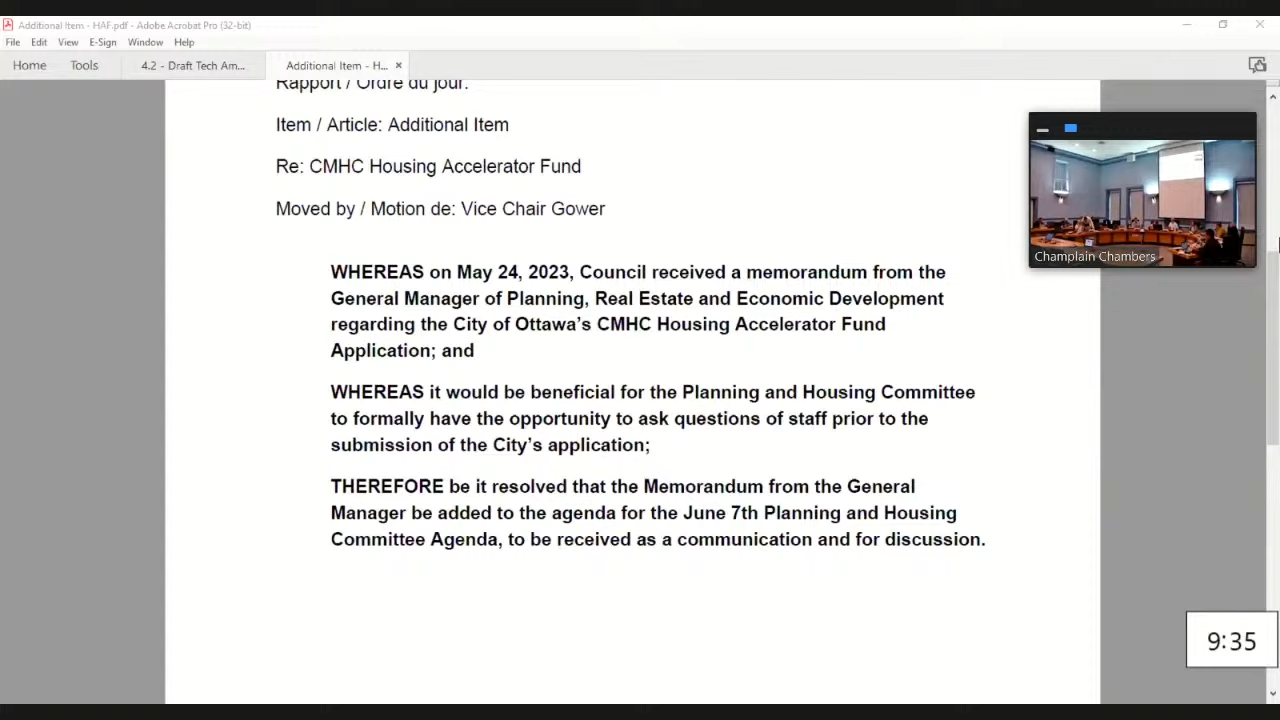 Additional Item - HAF.pdf - Adobe Acrobat Pro (32-bit)
File Edit View E-Sign Window Help
Home Tools 4.2 - Draft Tech Am... Additional Item - H... ×
Rapport / Ordre du jour:
Item / Article: Additional Item
Re: CMHC Housing Accelerator Fund
Moved by / Motion de: Vice Chair Gower
WHEREAS on May 24, 2023, Council received a memorandum from the
General Manager of Planning, Real Estate and Economic Development
regarding the City of Ottawa's CMHC Housing Accelerator Fund
Application; and
WHEREAS it would be beneficial for the Planning and Housing Committee
to formally have the opportunity to ask questions of staff prior to the
submission of the City's application;
THEREFORE be it resolved that the Memorandum from the General
Manager be added to the agenda for the June 7th Planning and Housing
Committee Agenda, to be received as a communication and for discussion.
Champlain Chambers
9:35